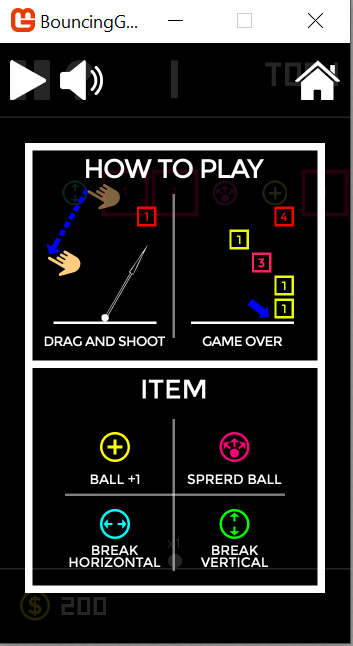 BouncingG...
HOW TO PLAY
1
4
1
3
1
1
DRAG AND SHOOT
GAME OVER
ITEM
BALL +1
SPRERD BALL
BREAK
HORIZONTAL
BREAK
VERTICAL
x1
$ 200